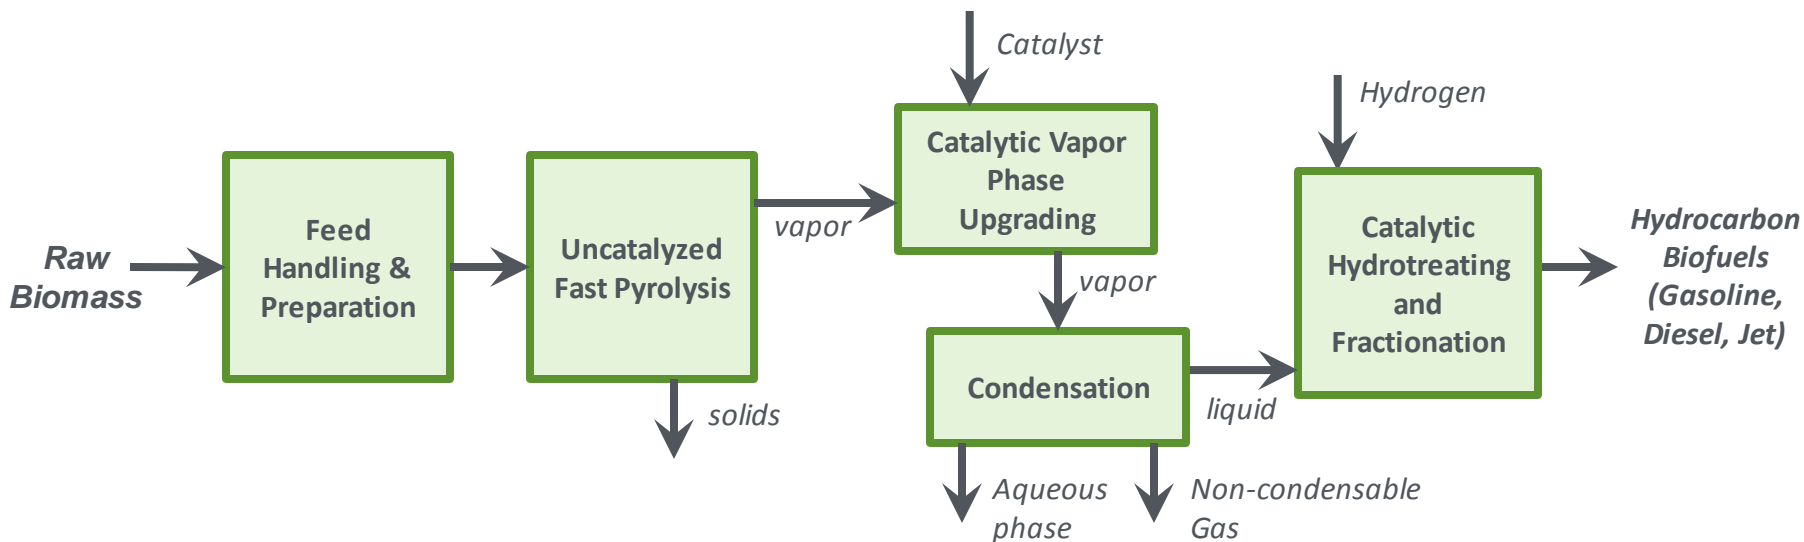 Raw
Biomass
Feed
Handling &
Preparation
Uncatalyzed
Fast Pyrolysis
solids
vapor
Catalyst
Catalytic Vapor
Phase
Upgrading
vapor
Condensation
Aqueous
phase
Non-condensable
Gas
liquid
Hydrogen
Catalytic
Hydrotreating
and
Fractionation
Hydrocarbon
Biofuels
(Gasoline,
Diesel, Jet)